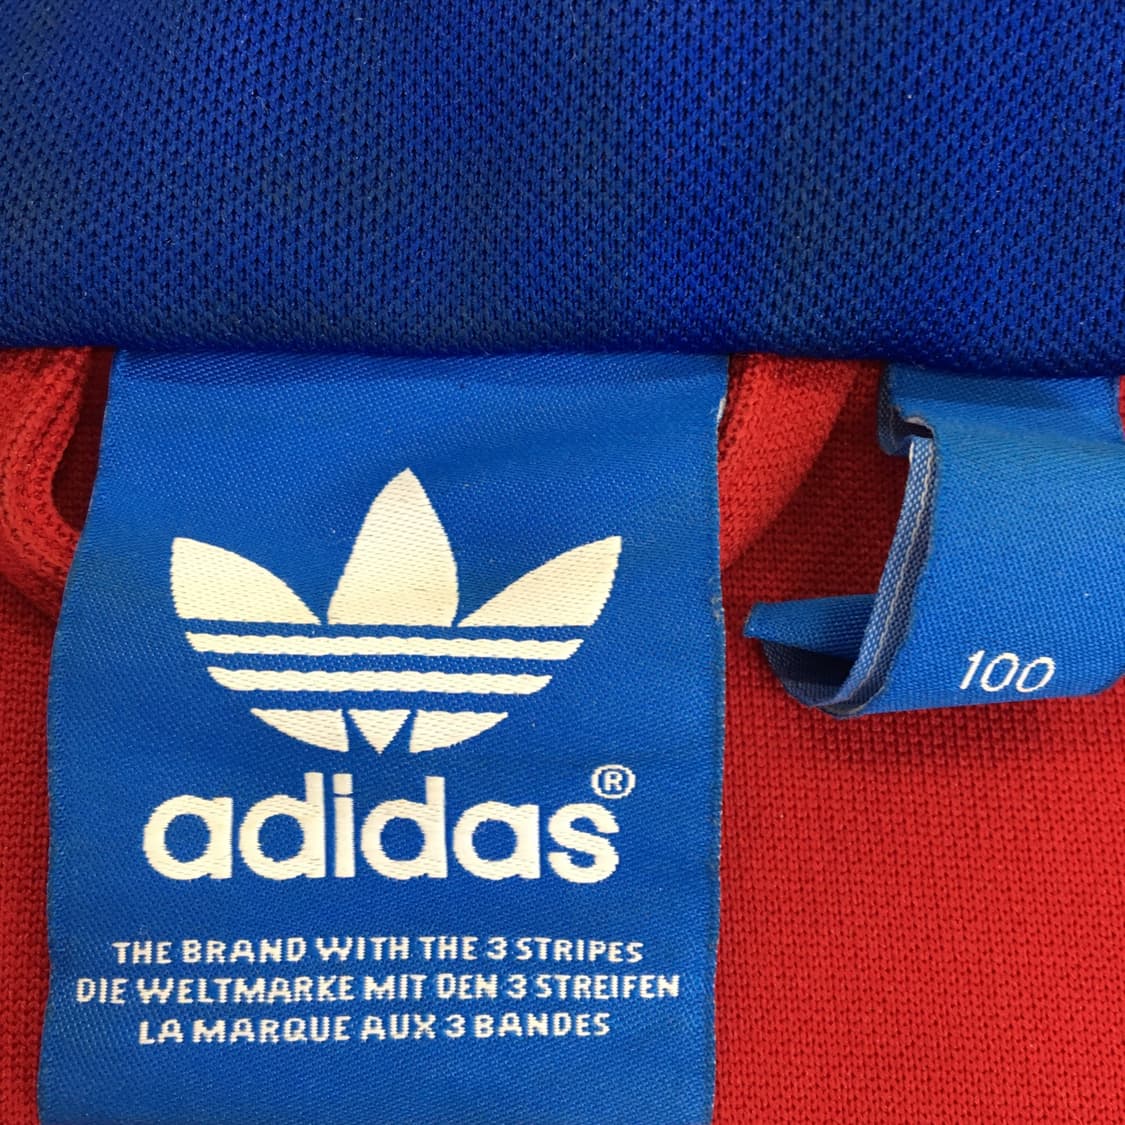 adidas®
THE BRAND WITH THE 3 STRIPES
DIE WELTMARKE MIT DEN 3 STREIFEN
LA MARQUE AUX 3 BANDES
100